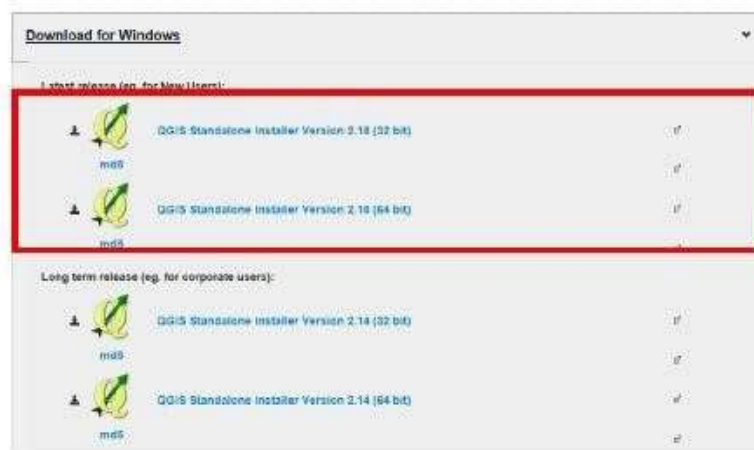 Download for Windows
Latest release (eg. for New Users):
QGIS Standalone Installer Version 2.18 (32 bit)
md5
QGIS Standalone Installer Version 2.18 (64 bit)
md5
Long term release (eg. for corporate users):
QGIS Standalone Installer Version 2.14 (32 bit)
md5
QGIS Standalone Installer Version 2.14 (64 bit)
md5